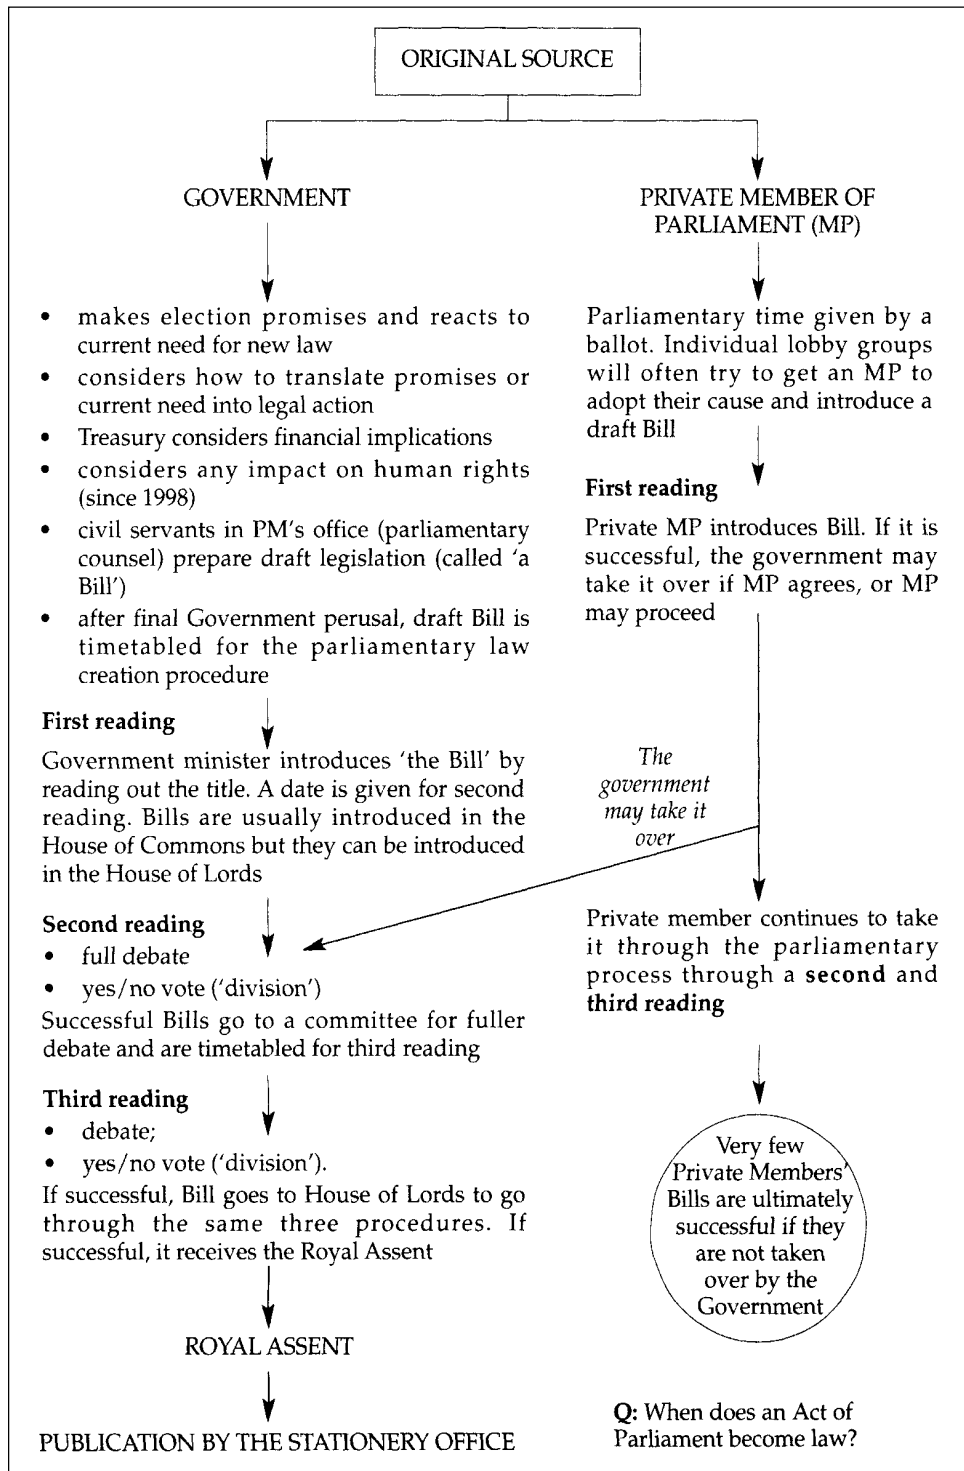 ORIGINAL SOURCE
GOVERNMENT
• makes election promises and reacts to
current need for new law
• considers how to translate promises or
current need into legal action
• Treasury considers financial implications
• considers any impact on human rights
(since 1998)
• civil servants in PM's office (parliamentary
counsel) prepare draft legislation (called 'a
Bill')
• after final Government perusal, draft Bill is
timetabled for the parliamentary law
creation procedure
First reading
Government minister introduces 'the Bill' by
reading out the title. A date is given for second
reading. Bills are usually introduced in the
House of Commons but they can be introduced
in the House of Lords
Second reading
• full debate
• yes/no vote ('division')
Successful Bills go to a committee for fuller
debate and are timetabled for third reading
Third reading
• debate;
• yes/no vote ('division').
If successful, Bill goes to House of Lords to go
through the same three procedures. If
successful, it receives the Royal Assent
ROYAL ASSENT
PUBLICATION BY THE STATIONERY OFFICE
PRIVATE MEMBER OF
PARLIAMENT (MP)
Parliamentary time given by a
ballot. Individual lobby groups
will often try to get an MP to
adopt their cause and introduce a
draft Bill
First reading
Private MP introduces Bill. If it is
successful, the government may
take it over if MP agrees, or MP
may proceed
The
government
may take it
over
Private member continues to take
it through the parliamentary
process through a second and
third reading
Very few
Private Members'
Bills are ultimately
successful if they
are not taken
over by the
Government
Q: When does an Act of
Parliament become law?